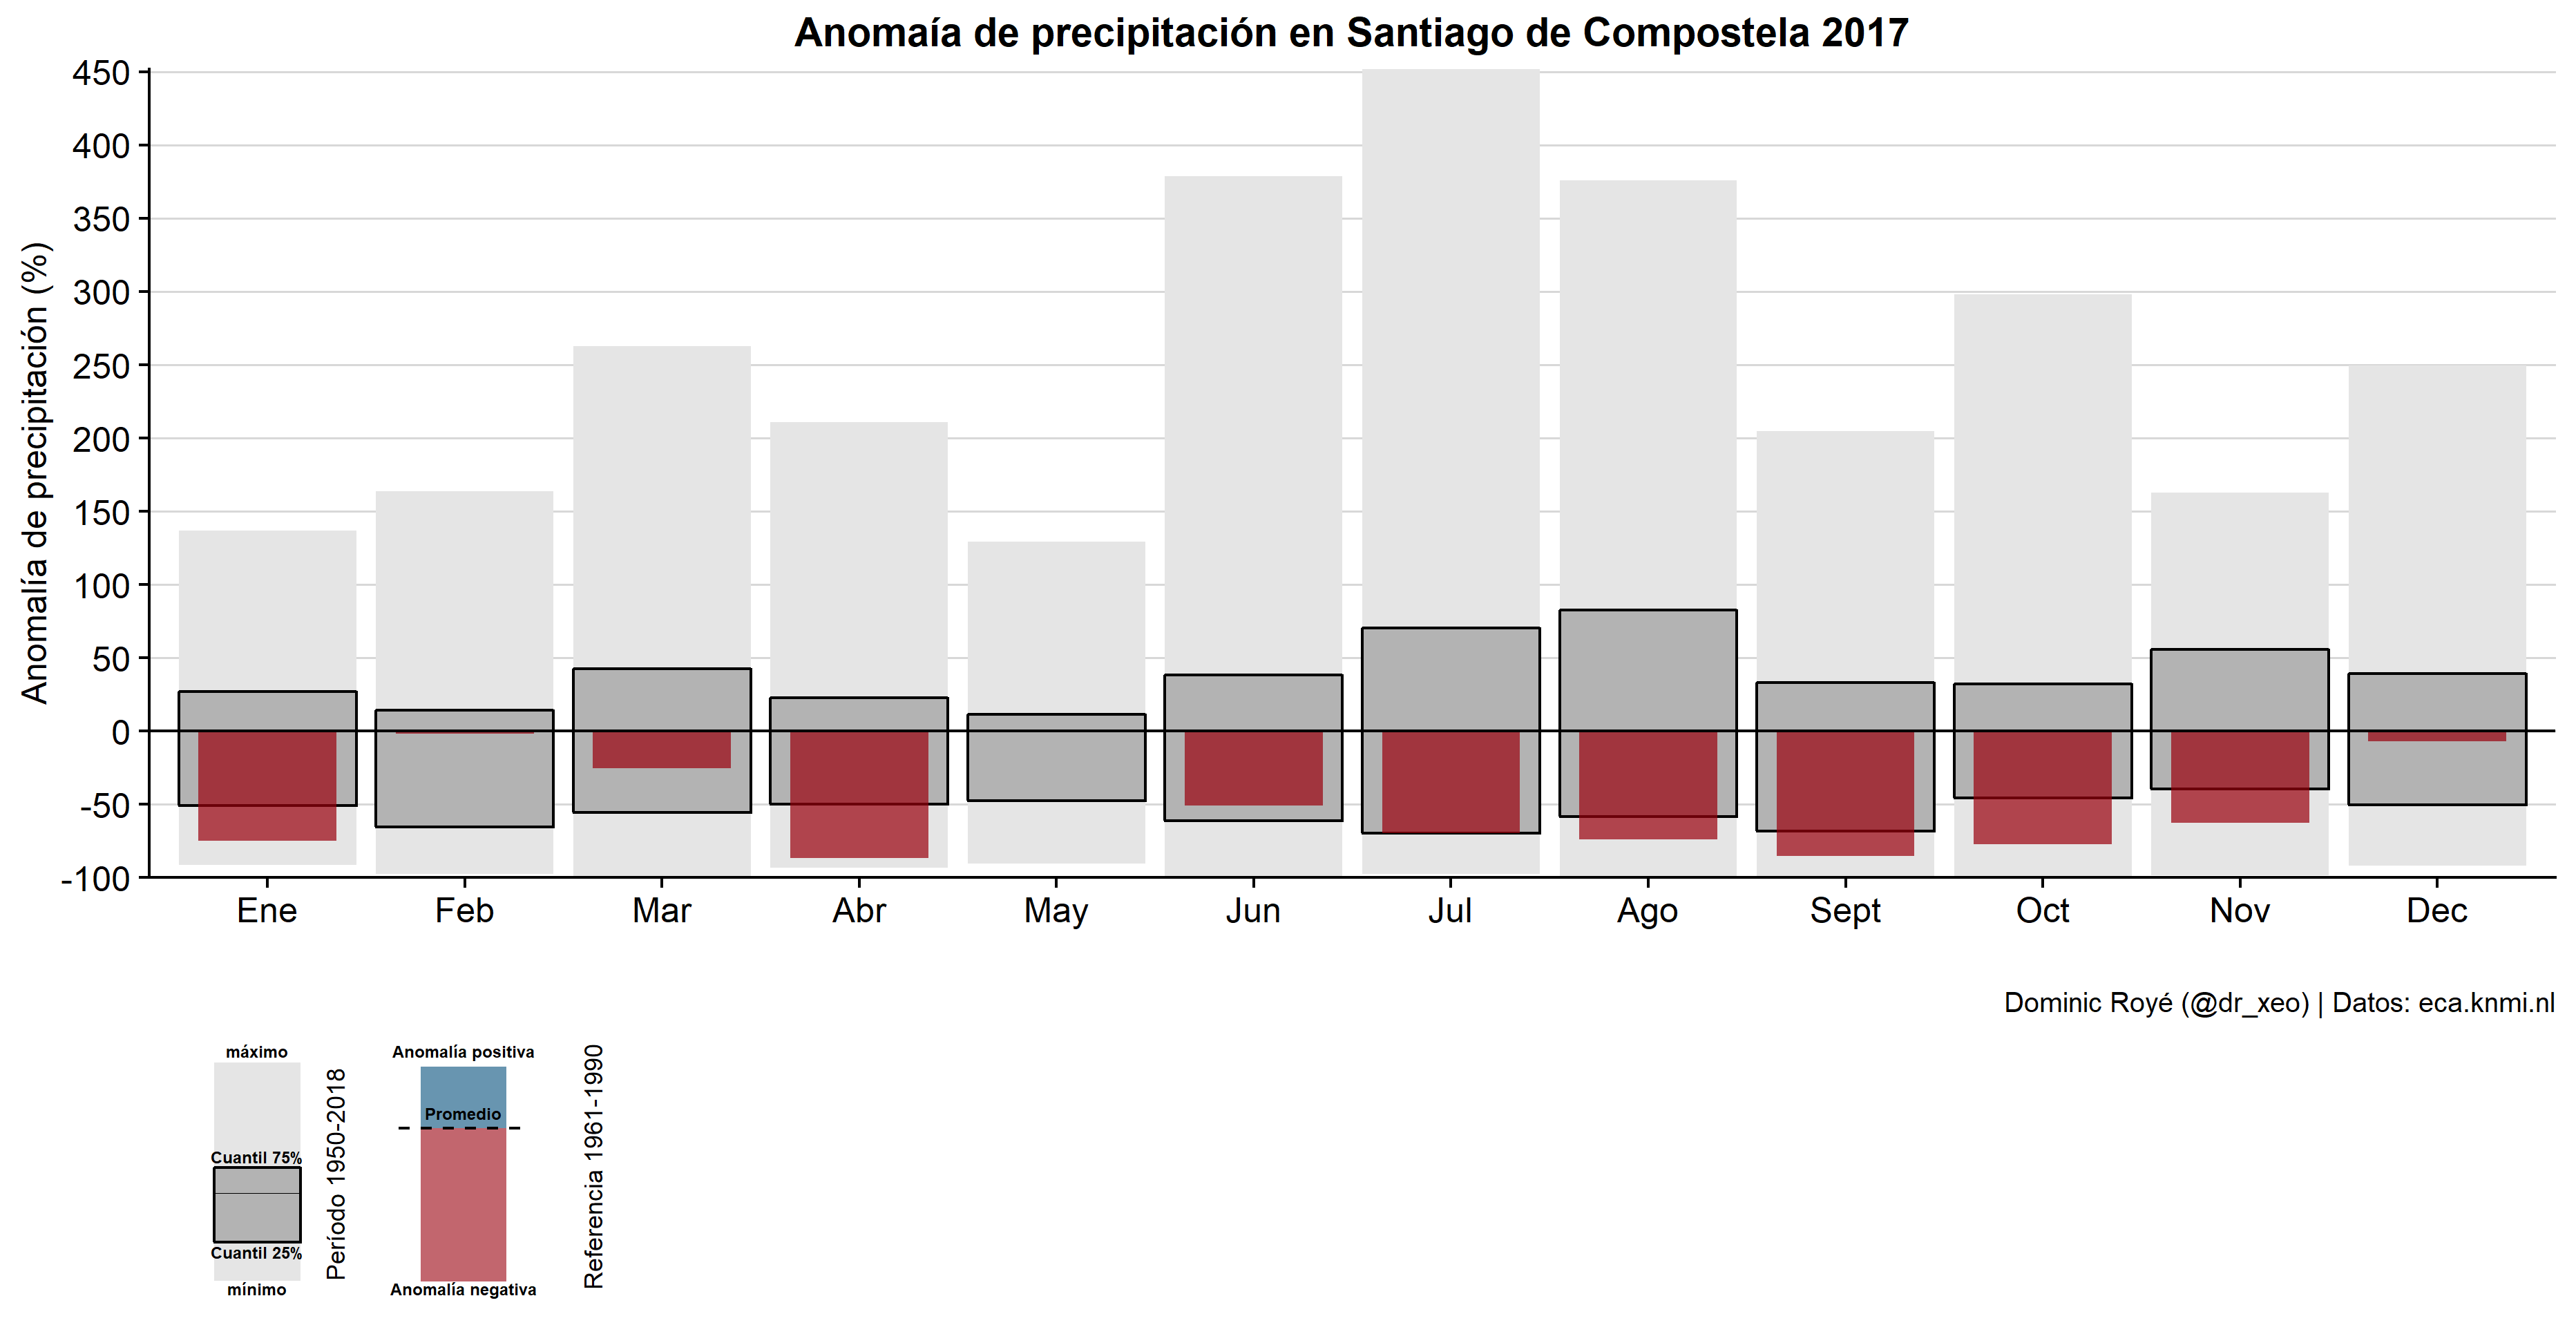 Anomaía de precipitación en Santiago de Compostela 2017
Anomalía de precipitación (%)
450
400
350
300
250
200
150
100
50
0
-50
-100
Ene Feb Mar Abr May Jun Jul Ago Sept Oct Nov Dec
Dominic Royé (@dr_xeo) | Datos: eca.knmi.nl
máximo
Cuantil 75%
Cuantil 25%
mínimo
Período 1950-2018
Anomalía positiva
Promedio
Anomalía negativa
Referencia 1961-1990